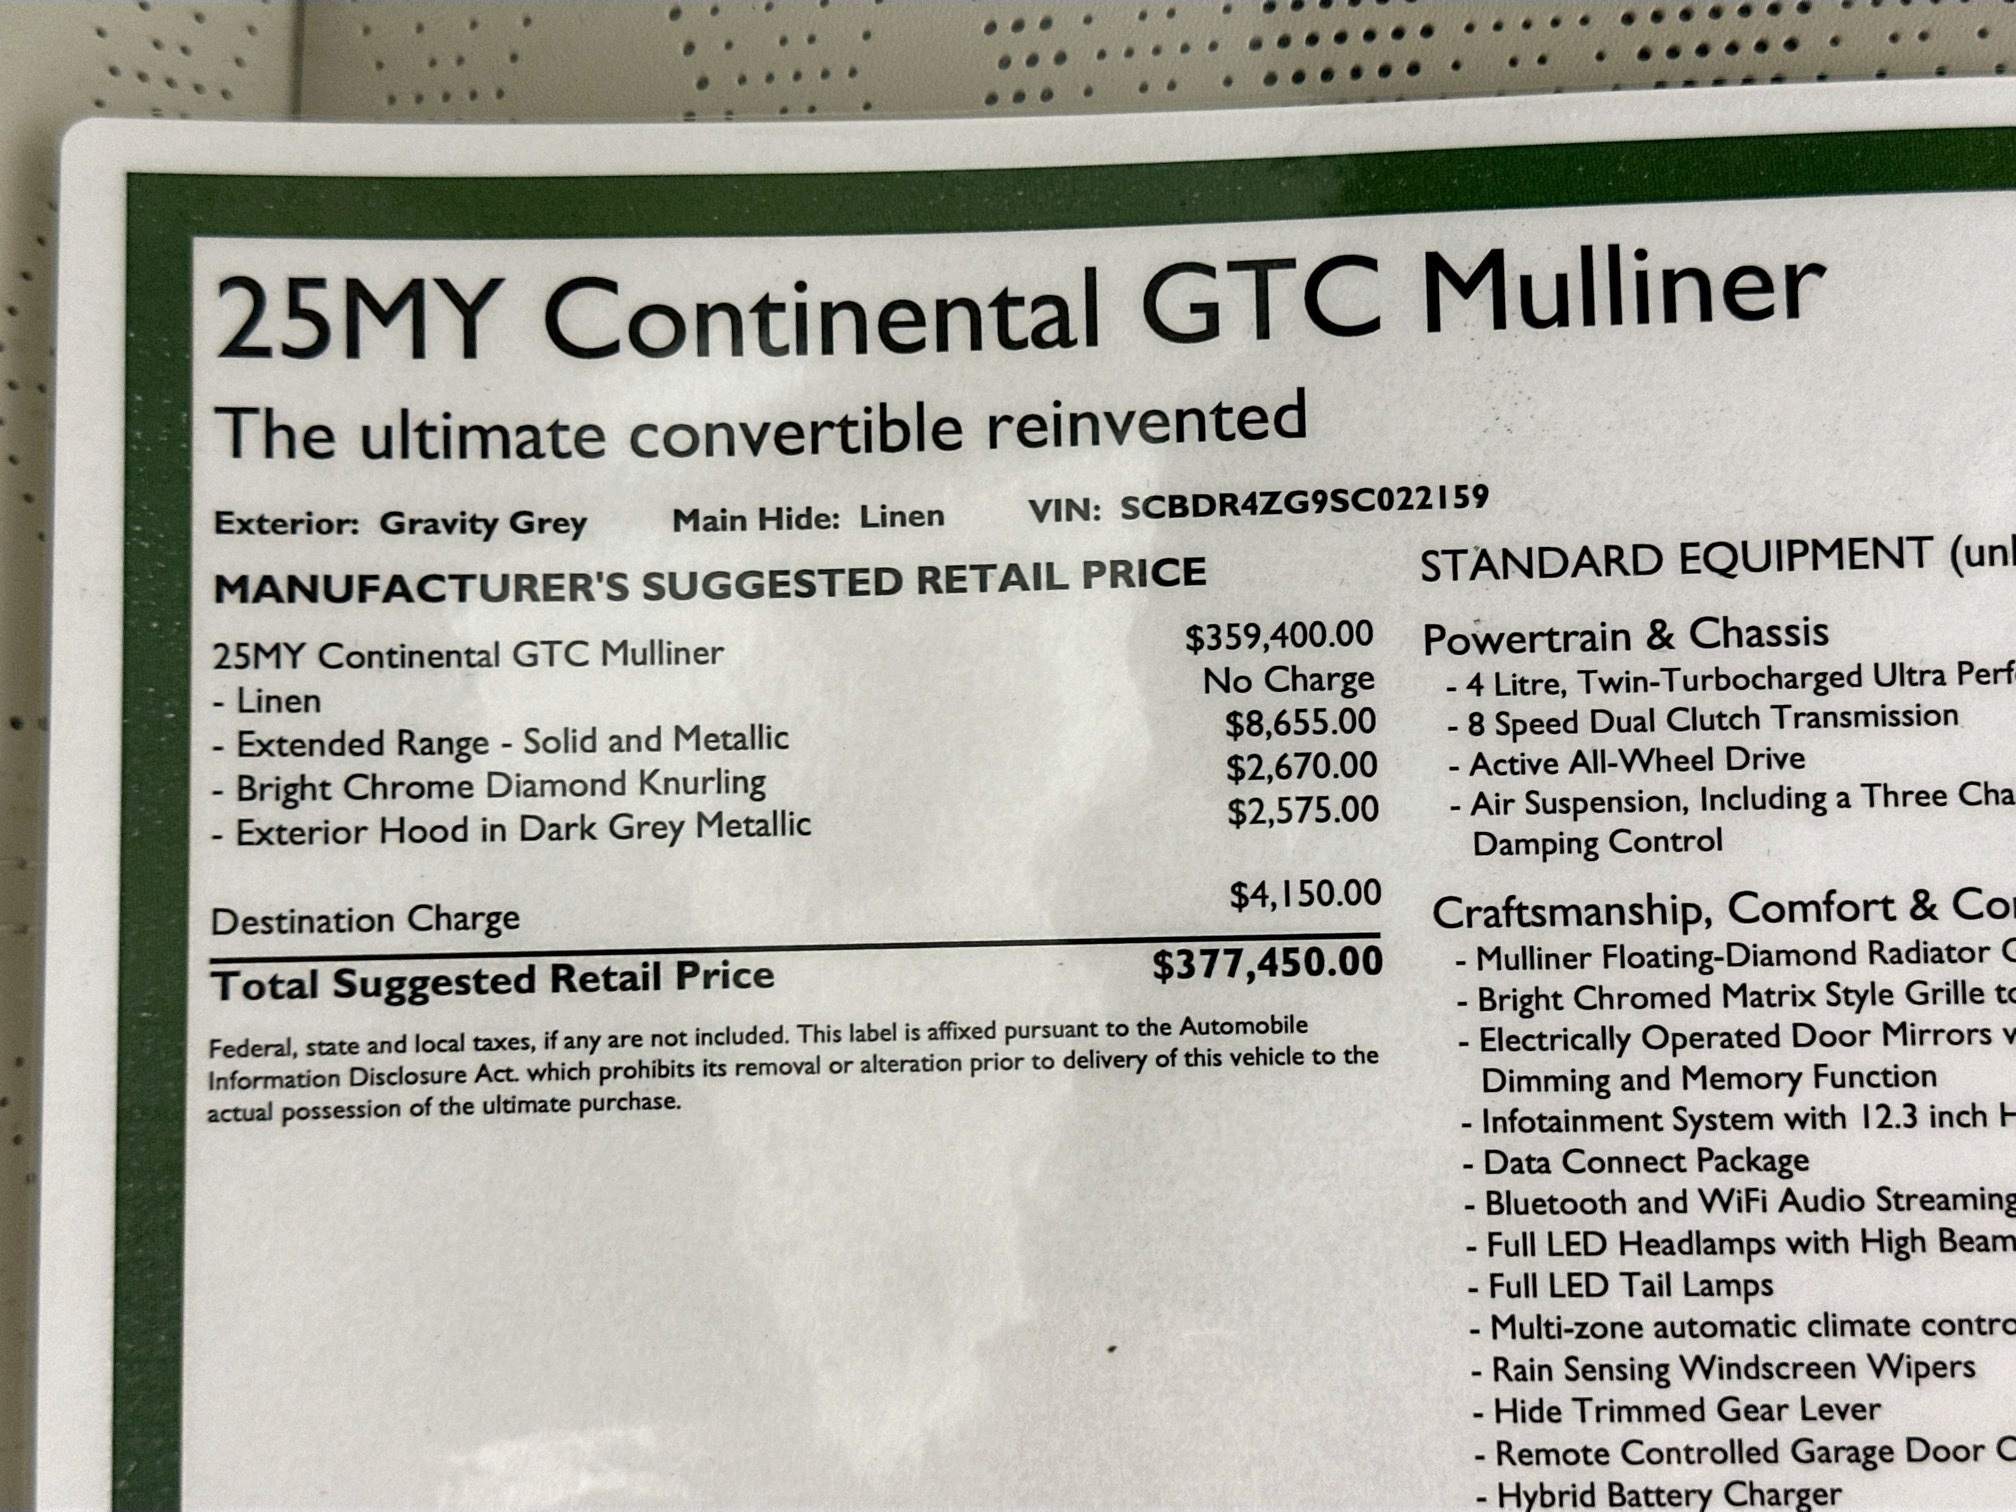 25MY Continental GTC Mulliner
The ultimate convertible reinvented
Exterior: Gravity Grey Main Hide: Linen VIN: SCBDR4ZG9SC022159
MANUFACTURER'S SUGGESTED RETAIL PRICE
25MY Continental GTC Mulliner $359,400.00
- Linen No Charge
- Extended Range - Solid and Metallic $8,655.00
- Bright Chrome Diamond Knurling $2,670.00
- Exterior Hood in Dark Grey Metallic $2,575.00
Destination Charge $4,150.00
Total Suggested Retail Price $377,450.00
Federal, state and local taxes, if any are not included. This label is affixed pursuant to the Automobile
Information Disclosure Act. which prohibits its removal or alteration prior to delivery of this vehicle to the
actual possession of the ultimate purchase.
STANDARD EQUIPMENT
Powertrain & Chassis
- 4 Litre, Twin-Turbocharged Ultra
- 8 Speed Dual Clutch Transmission
- Active All-Wheel Drive
- Air Suspension, Including a Three
Damping Control
Craftsmanship, Comfort &
- Mulliner Floating-Diamond Radiator
- Bright Chromed Matrix Style Grille
- Electrically Operated Door Mirrors
Dimming and Memory Function
- Infotainment System with 12.3 inch
- Data Connect Package
- Bluetooth and WiFi Audio Streaming
- Full LED Headlamps with High Beam
- Full LED Tail Lamps
- Multi-zone automatic climate
- Rain Sensing Windscreen Wipers
- Hide Trimmed Gear Lever
- Remote Controlled Garage Door
- Hybrid Battery Charger